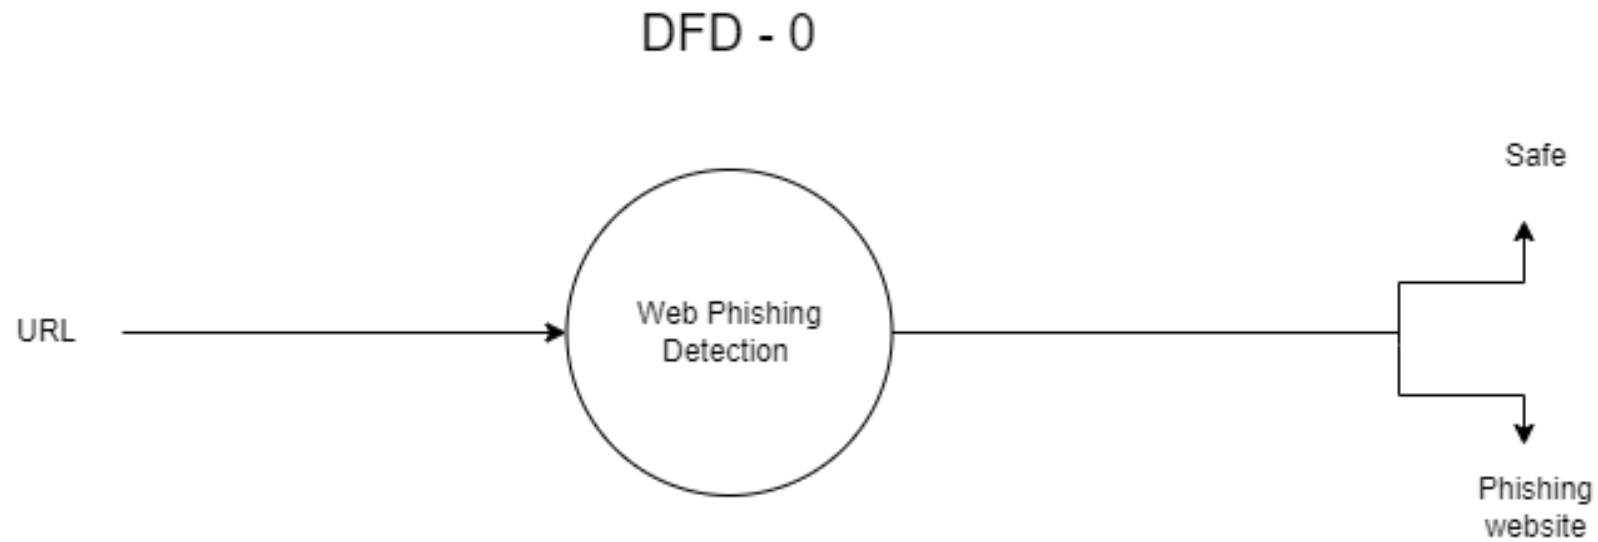 DFD - 0
Safe
URL
Web Phishing
Detection
Phishing
website